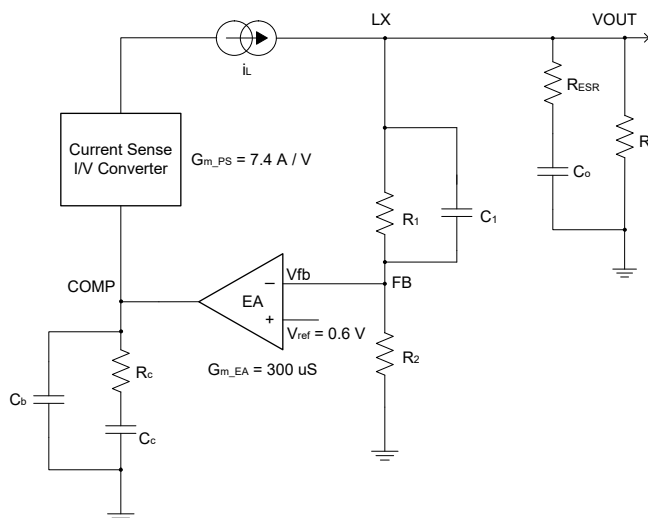 LX
VOUT
iL
RESR
Current Sense
I/V Converter
Gm_PS = 7.4 A / V
Co
R
R1
C1
COMP
Vfb
FB
−
EA
+
Vref = 0.6 V
Gm_EA = 300 uS
R2
Rc
Cb
Cc